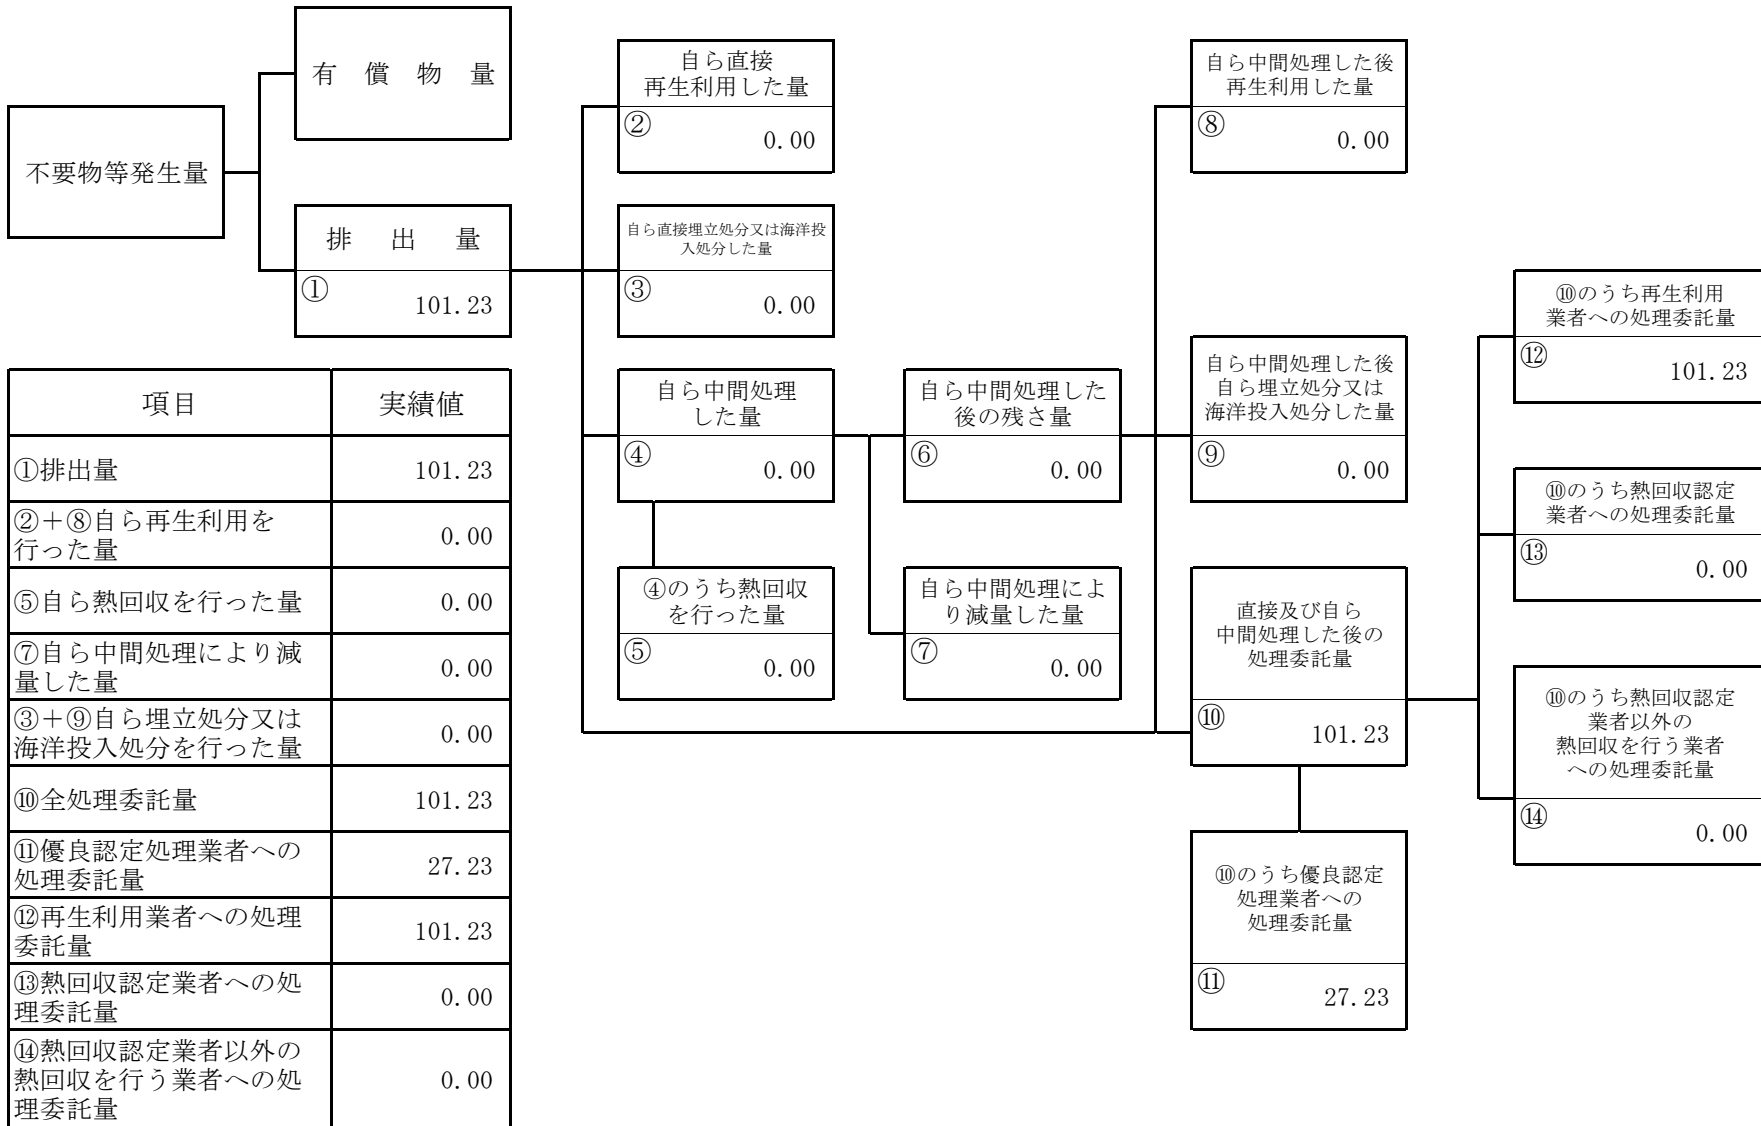 有　償　物　量
不要物等発生量
排　出　量
①
101.23
自ら直接
再生利用した量
②
0.00
自ら直接埋立処分又は海洋投
入処分した量
③
0.00
自ら中間処理
した量
④
0.00
④のうち熱回収
を行った量
⑤
0.00
自ら中間処理した
後の残さ量
⑥
0.00
自ら中間処理によ
り減量した量
⑦
0.00
自ら中間処理した後
再生利用した量
⑧
0.00
自ら中間処理した後
自ら埋立処分又は
海洋投入処分した量
⑨
0.00
直接及び自ら
中間処理した後の
処理委託量
⑩
101.23
⑩のうち優良認定
処理業者への
処理委託量
⑪
27.23
⑩のうち再生利用
業者への処理委託量
⑫
101.23
⑩のうち熱回収認定
業者への処理委託量
⑬
0.00
⑩のうち熱回収認定
業者以外の
熱回収を行う業者
への処理委託量
⑭
0.00
項目　実績値
①排出量　101.23
②＋⑧自ら再生利用を
行った量　0.00
⑤自ら熱回収を行った量　0.00
⑦自ら中間処理により減
量した量　0.00
③＋⑨自ら埋立処分又は
海洋投入処分を行った量　0.00
⑩全処理委託量　101.23
⑪優良認定処理業者への
処理委託量　27.23
⑫再生利用業者への処理
委託量　101.23
⑬熱回収認定業者への処
理委託量　0.00
⑭熱回収認定業者以外の
熱回収を行う業者への処
理委託量　0.00